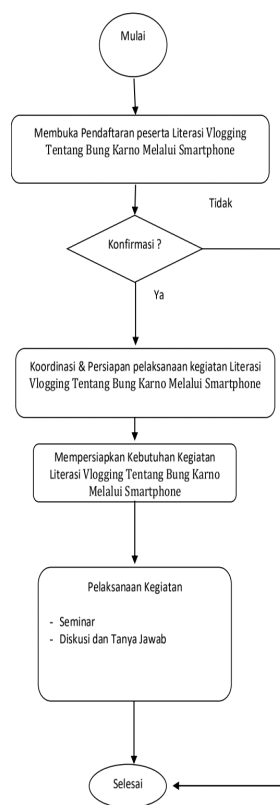 Mulai
Membuka Pendaftaran peserta Literasi Vlogging
Tentang Bung Karno Melalui Smartphone
Tidak
Konfirmasi ?
Ya
Koordinasi & Persiapan pelaksanaan kegiatan Literasi
Vlogging Tentang Bung Karno Melalui Smartphone
Mempersiapkan Kebutuhan Kegiatan
Literasi Vlogging Tentang Bung Karno
Melalui Smartphone
Pelaksanaan Kegiatan
- Seminar
- Diskusi dan Tanya Jawab
Selesai